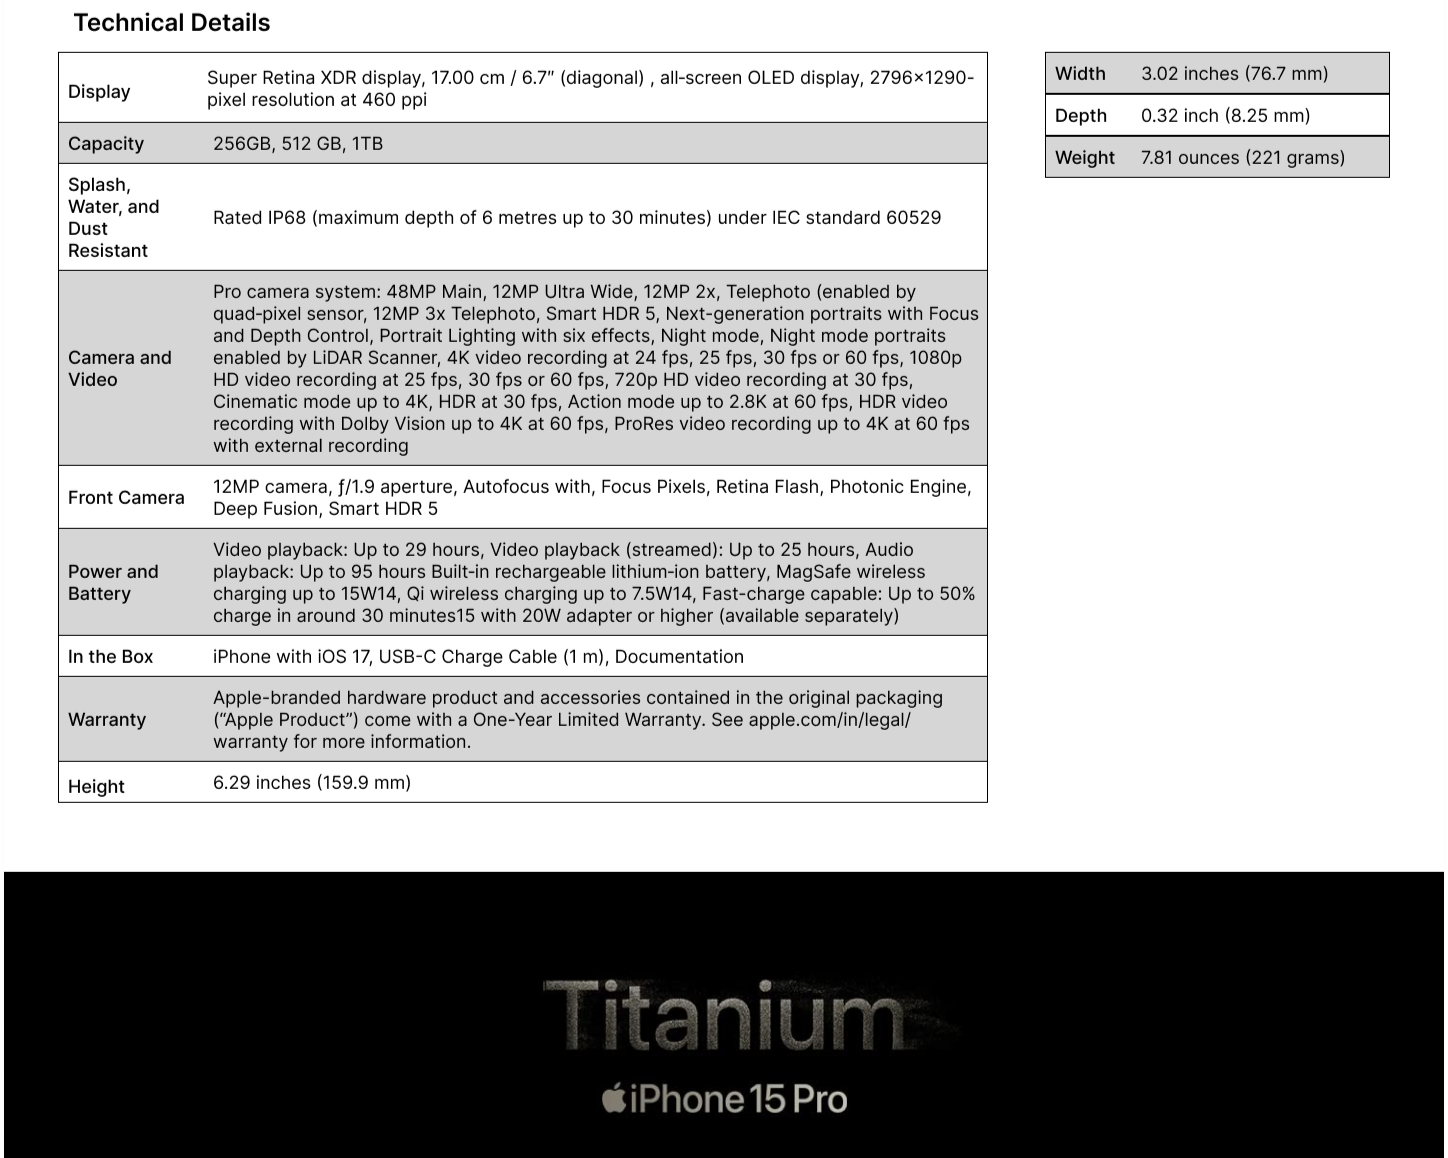 Technical Details
Display
Super Retina XDR display, 17.00 cm / 6.7″ (diagonal) , all-screen OLED display, 2796×1290-
pixel resolution at 460 ppi
Capacity
256GB, 512 GB, 1TB
Splash,
Water, and
Dust
Resistant
Rated IP68 (maximum depth of 6 metres up to 30 minutes) under IEC standard 60529
Camera and
Video
Pro camera system: 48MP Main, 12MP Ultra Wide, 12MP 2x, Telephoto (enabled by
quad-pixel sensor, 12MP 3x Telephoto, Smart HDR 5, Next-generation portraits with Focus
and Depth Control, Portrait Lighting with six effects, Night mode, Night mode portraits
enabled by LiDAR Scanner, 4K video recording at 24 fps, 25 fps, 30 fps or 60 fps, 1080p
HD video recording at 25 fps, 30 fps or 60 fps, 720p HD video recording at 30 fps,
Cinematic mode up to 4K, HDR at 30 fps, Action mode up to 2.8K at 60 fps, HDR video
recording with Dolby Vision up to 4K at 60 fps, ProRes video recording up to 4K at 60 fps
with external recording
Front Camera
12MP camera, ƒ/1.9 aperture, Autofocus with, Focus Pixels, Retina Flash, Photonic Engine,
Deep Fusion, Smart HDR 5
Power and
Battery
Video playback: Up to 29 hours, Video playback (streamed): Up to 25 hours, Audio
playback: Up to 95 hours Built-in rechargeable lithium-ion battery, MagSafe wireless
charging up to 15W14, Qi wireless charging up to 7.5W14, Fast-charge capable: Up to 50%
charge in around 30 minutes15 with 20W adapter or higher (available separately)
In the Box
iPhone with iOS 17, USB-C Charge Cable (1 m), Documentation
Warranty
Apple-branded hardware product and accessories contained in the original packaging
(“Apple Product”) come with a One-Year Limited Warranty. See apple.com/in/legal/
warranty for more information.
Height
6.29 inches (159.9 mm)
Width
3.02 inches (76.7 mm)
Depth
0.32 inch (8.25 mm)
Weight
7.81 ounces (221 grams)
Titanium
iPhone 15 Pro